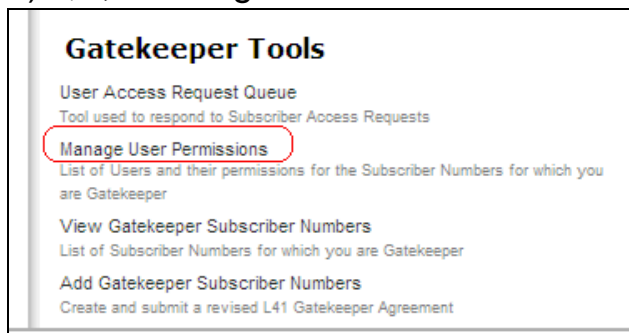 Gatekeeper Tools
User Access Request Queue
Tool used to respond to Subscriber Access Requests
Manage User Permissions
List of Users and their permissions for the Subscriber Numbers for which you
are Gatekeeper
View Gatekeeper Subscriber Numbers
List of Subscriber Numbers for which you are Gatekeeper
Add Gatekeeper Subscriber Numbers
Create and submit a revised L41 Gatekeeper Agreement